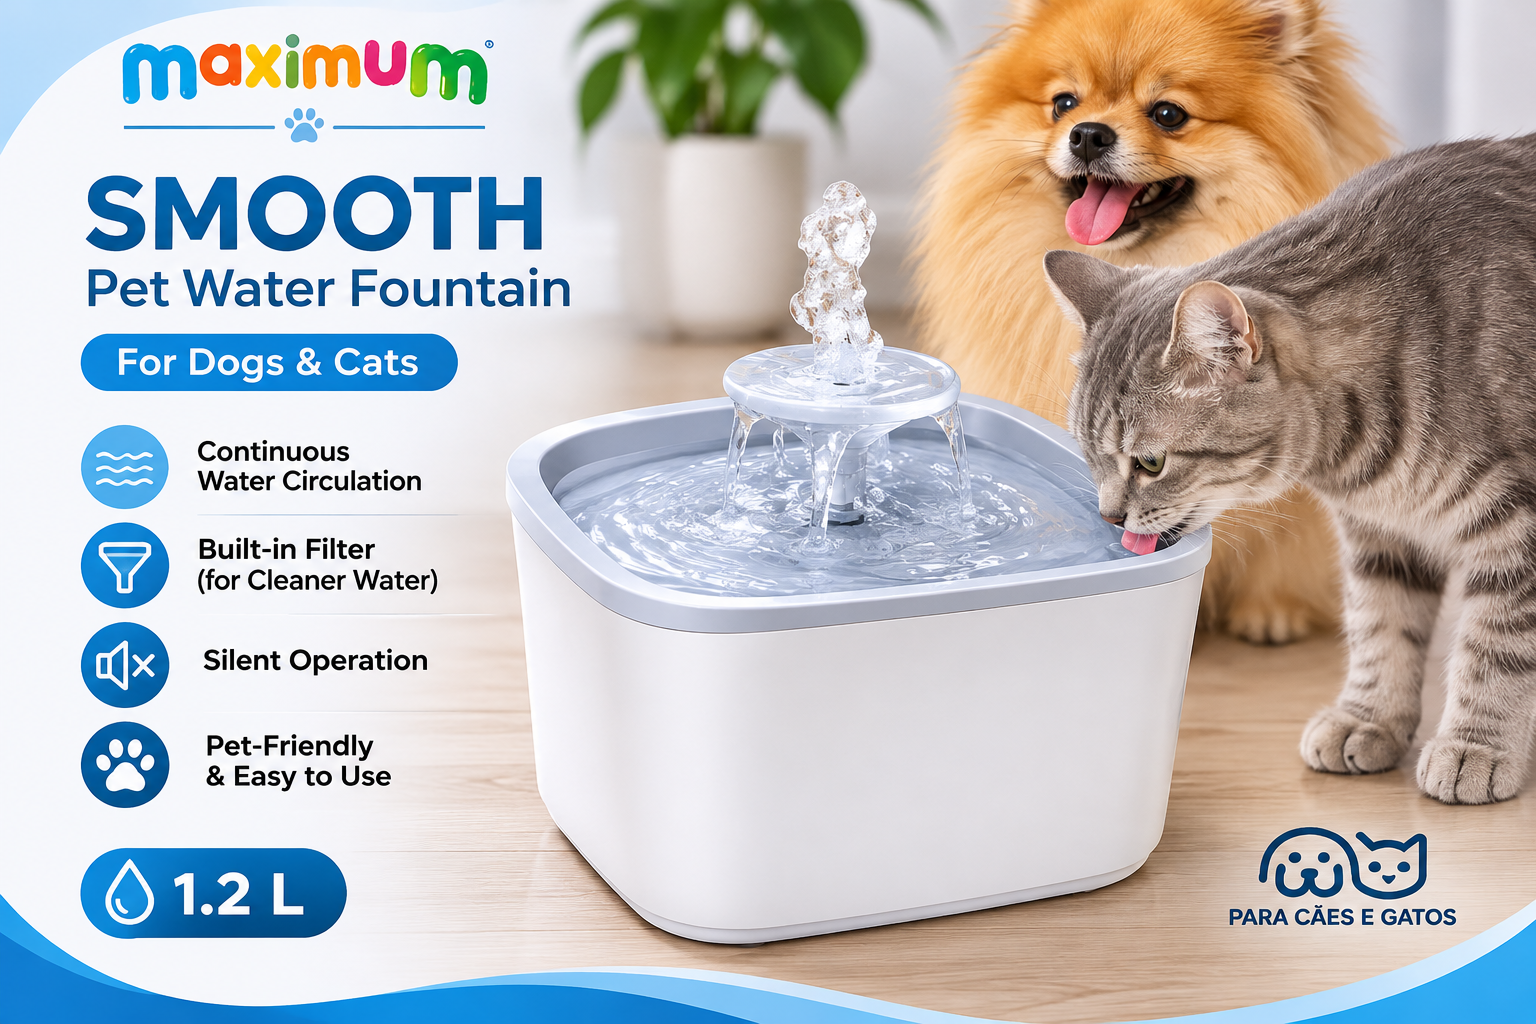 maximum
SMOOTH
Pet Water Fountain
For Dogs & Cats
Continuous
Water Circulation
Built-in Filter
(for Cleaner Water)
Silent Operation
Pet-Friendly
& Easy to Use
1.2 L
PARA CÃES E GATOS